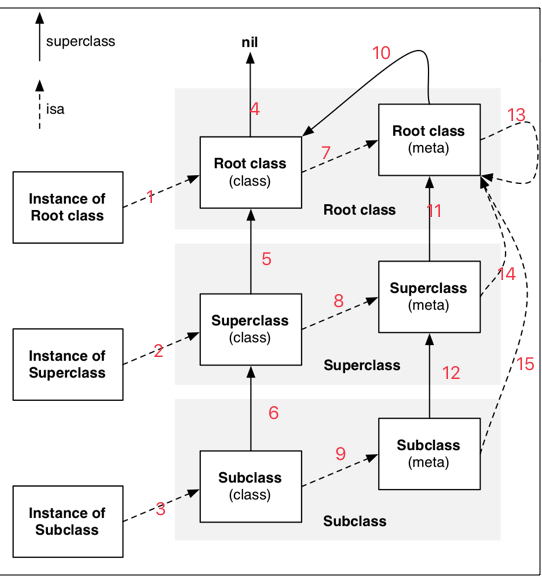 superclass
nil
10
isa
4
13
Root class
(meta)
Root class
(class)
7
Instance of
Root class
1
Root class
11
5
14
Superclass
(meta)
8
Superclass
(class)
2
Instance of
Superclass
Superclass
12
15
6
Subclass
(meta)
9
Subclass
(class)
3
Instance of
Subclass
Subclass